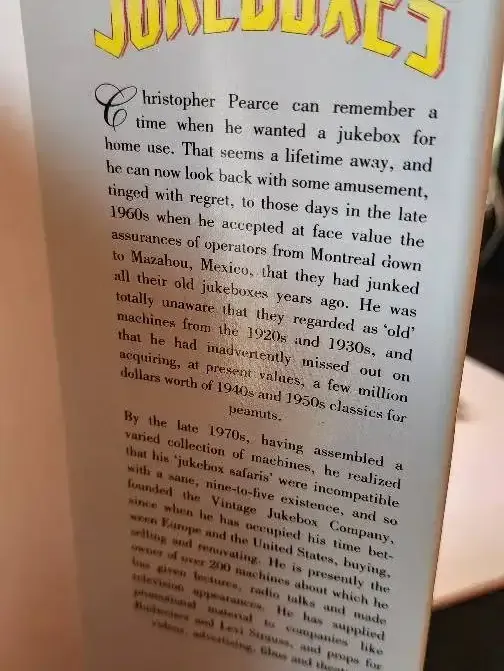 JUKEBOXES
Christopher Pearce can remember a
time when he wanted a jukebox for
home use. That seems a lifetime away, and
he can now look back with some amusement,
tinged with regret, to those days in the late
1960s when he accepted at face value the
assurances of operators from Montreal down
to Mazahou, Mexico, that they had junked
all their old jukeboxes years ago. He was
totally unaware that they regarded as 'old'
machines from the 1920s and 1930s, and
that he had inadvertently missed out on
acquiring, at present values, a few million
dollars worth of 1940s and 1950s classics for
peanuts.
By the late 1970s, having assembled a
varied collection of machines, he realized
that his 'jukebox safaris' were incompatible
with a sane, nine-to-five existence, and so
founded the Vintage Jukebox Company,
since when he has occupied his time bet-
ween Europe and the United States, buying,
selling and renovating. He is presently the
owner of over 200 machines about which he
has given lectures, radio talks and made
television appearances. He has supplied
promotional material to companies like
Budweiser and Levi Strauss, and props for
videos, advertising, films and